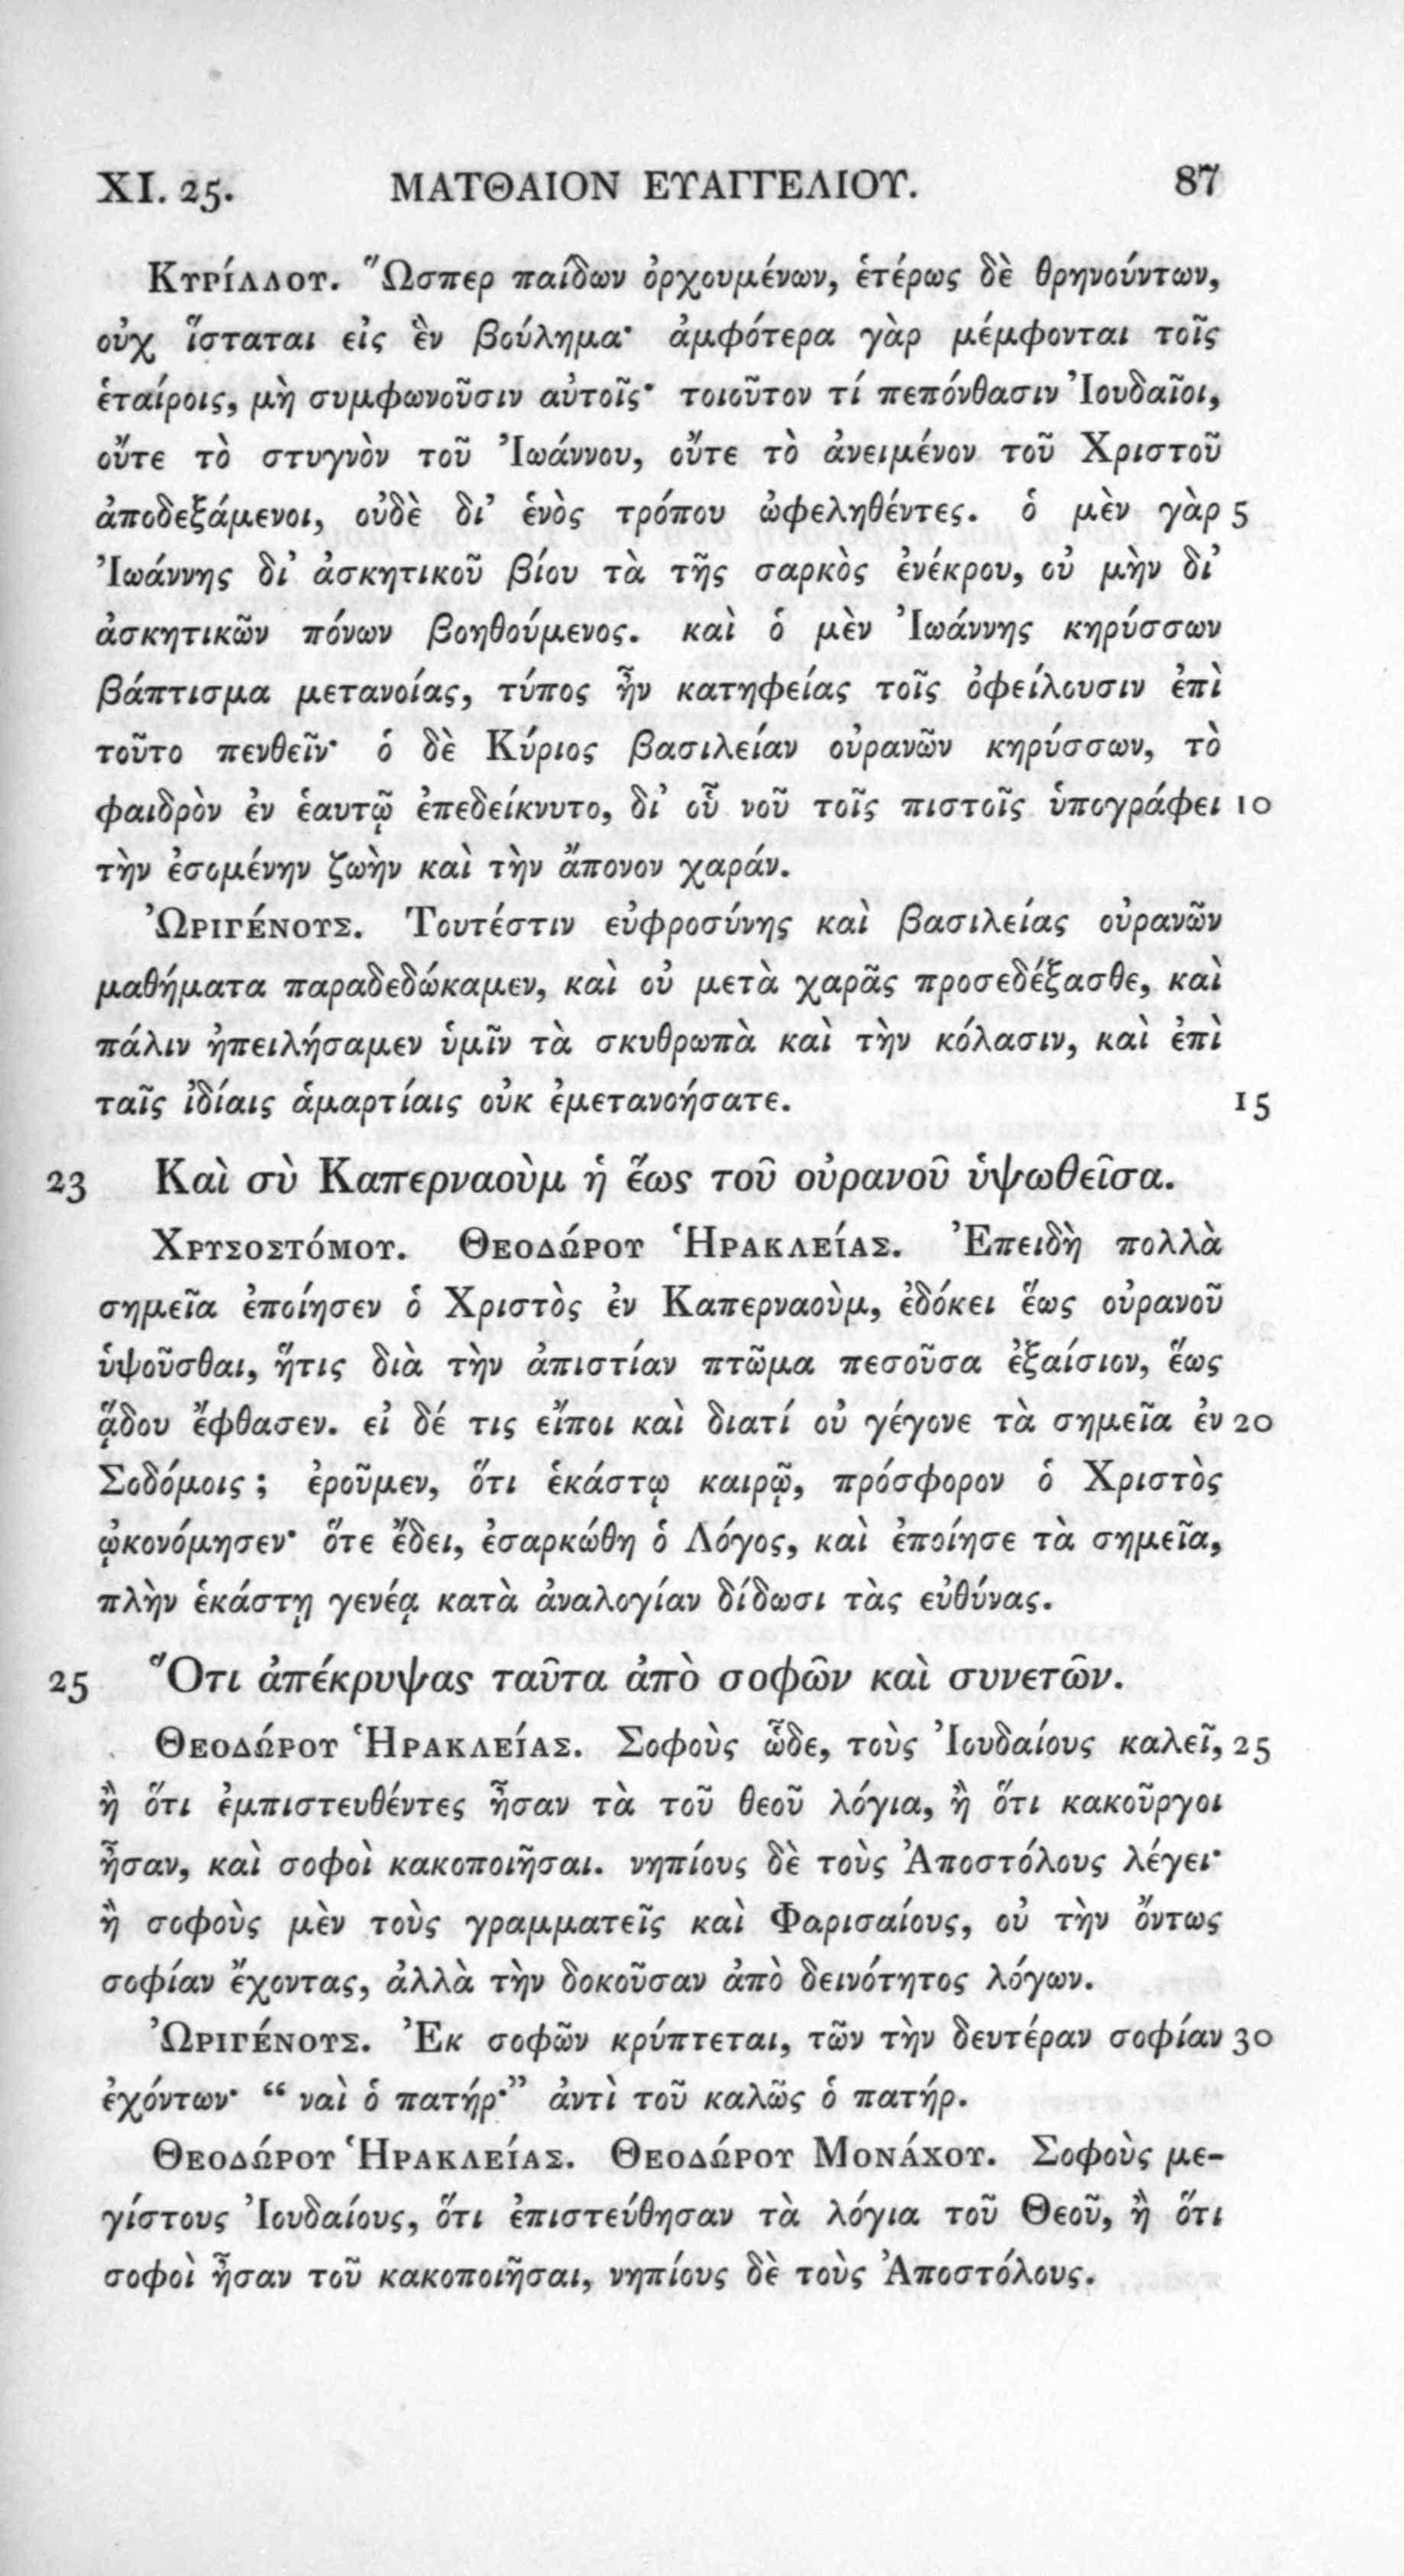 XI. 25. ΜΑΤΘΑΙΟΝ ΕΥΑΓΓΕΛΙΟΥ. 87
Κυρίλλου. Ὥσπερ παίδων ὀρχουμένων, ἑτέρως δὲ θρηνούντων,
οὐχ ἵσταται εἰς ἓν βούλημα· ἀμφότερα γὰρ μέμφονται τοῖς
ἑταίροις, μὴ συμφωνοῦσιν αὐτοῖς· τοιοῦτον τί πεπόνθασιν Ἰουδαῖοι,
οὔτε τὸ στυγνὸν τοῦ Ἰωάννου, οὔτε τὸ ἀνειμένον τοῦ Χριστοῦ
ἀποδεξάμενοι, οὐδὲ δι’ ἑνὸς τρόπου ὠφεληθέντες. ὁ μὲν γὰρ 5
Ἰωάννης δι’ ἀσκητικοῦ βίου τὰ τῆς σαρκὸς ἐνέκρου, οὐ μὴν δι’
ἀσκητικῶν πόνων βοηθούμενος. καὶ ὁ μὲν Ἰωάννης κηρύσσων
βάπτισμα μετανοίας, τύπος ἦν κατηφείας τοῖς ὀφείλουσιν ἐπὶ
τοῦτο πενθεῖν· ὁ δὲ Κύριος βασιλείαν οὐρανῶν κηρύσσων, τὸ
φαιδρὸν ἐν ἑαυτῷ ἐπεδείκνυτο, δι’ οὗ νοῦ τοῖς πιστοῖς ὑπογράφει 10
τὴν ἐσομένην ζωὴν καὶ τὴν ἄπονον χαράν.
Ὠριγένους. Τουτέστιν εὐφροσύνης καὶ βασιλείας οὐρανῶν
μαθήματα παραδεδώκαμεν, καὶ οὐ μετὰ χαρᾶς προσεδέξασθε, καὶ
πάλιν ἠπειλήσαμεν ὑμῖν τὰ σκυθρωπὰ καὶ τὴν κόλασιν, καὶ ἐπὶ
ταῖς ἰδίαις ἁμαρτίαις οὐκ ἐμετανοήσατε. 15
23 Καὶ σὺ Καπερναοὺμ ἡ ἕως τοῦ οὐρανοῦ ὑψωθεῖσα.
Χρυσοστόμου. Θεοδώρου Ἡρακλείας. Ἐπειδὴ πολλὰ
σημεῖα ἐποίησεν ὁ Χριστὸς ἐν Καπερναοὺμ, ἐδόκει ἕως οὐρανοῦ
ὑψοῦσθαι, ἥτις διὰ τὴν ἀπιστίαν πτῶμα πεσοῦσα ἐξαίσιον, ἕως
ᾅδου ἔφθασεν. εἰ δέ τις εἴποι καὶ διατί οὐ γέγονε τὰ σημεῖα ἐν 20
Σοδόμοις; ἐροῦμεν, ὅτι ἑκάστῳ καιρῷ, πρόσφορον ὁ Χριστὸς
ᾠκονόμησεν· ὅτε ἔδει, ἐσαρκώθη ὁ Λόγος, καὶ ἐποίησε τὰ σημεῖα,
πλὴν ἑκάστῃ γενέᾳ κατὰ ἀναλογίαν δίδωσι τὰς εὐθύνας.
25 Ὅτι ἀπέκρυψας ταῦτα ἀπὸ σοφῶν καὶ συνετῶν.
Θεοδώρου Ἡρακλείας. Σοφοὺς ὧδε, τοὺς Ἰουδαίους καλεῖ, 25
ἢ ὅτι ἐμπιστευθέντες ἦσαν τὰ τοῦ θεοῦ λόγια, ἢ ὅτι κακοῦργοι
ἦσαν, καὶ σοφοὶ κακοποιῆσαι. νηπίους δὲ τοὺς Ἀποστόλους λέγει·
ἢ σοφοὺς μὲν τοὺς γραμματεῖς καὶ Φαρισαίους, οὐ τὴν ὄντως
σοφίαν ἔχοντας, ἀλλὰ τὴν δοκοῦσαν ἀπὸ δεινότητος λόγων.
Ὠριγένους. Ἐκ σοφῶν κρύπτεται, τῶν τὴν δευτέραν σοφίαν 30
ἐχόντων· “ ναὶ ὁ πατήρ·” ἀντὶ τοῦ καλῶς ὁ πατήρ.
Θεοδώρου Ἡρακλείας. Θεοδώρου Μονάχου. Σοφοὺς με-
γίστους Ἰουδαίους, ὅτι ἐπιστεύθησαν τὰ λόγια τοῦ Θεοῦ, ἢ ὅτι
σοφοὶ ἦσαν τοῦ κακοποιῆσαι, νηπίους δὲ τοὺς Ἀποστόλους.